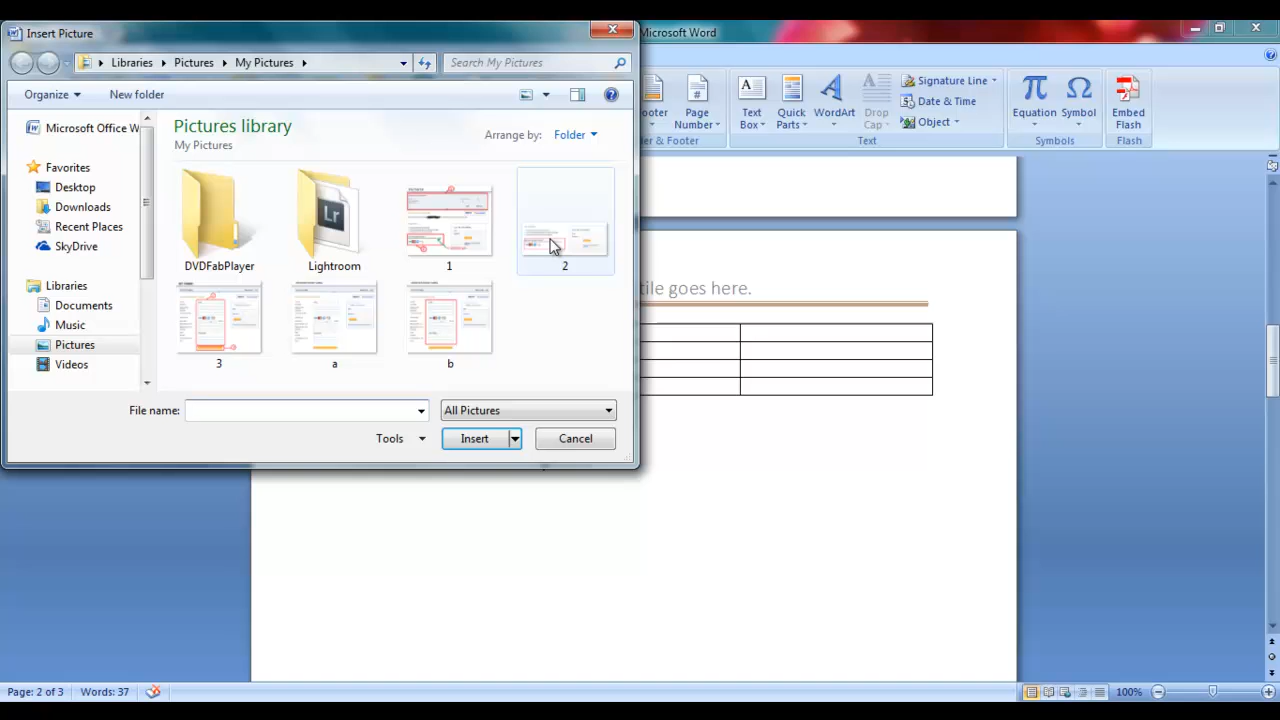 Insert Picture
Microsoft Word
Libraries
Pictures
My Pictures
Search My Pictures
Organize
New folder
Signature Line
Date & Time
Object
Page Number
Text Box
Quick Parts
WordArt
Drop Cap
Equation
Symbol
Embed Flash
Text
Symbols
Flash
Microsoft Office W
Favorites
Desktop
Downloads
Recent Places
SkyDrive
Libraries
Documents
Music
Pictures
Videos
Pictures library
My Pictures
Arrange by: Folder
DVDFabPlayer
Lr
Lightroom
1
2
3
a
b
File name:
All Pictures
Tools
Insert
Cancel
goes here.
Page: 2 of 3
Words: 37
100%